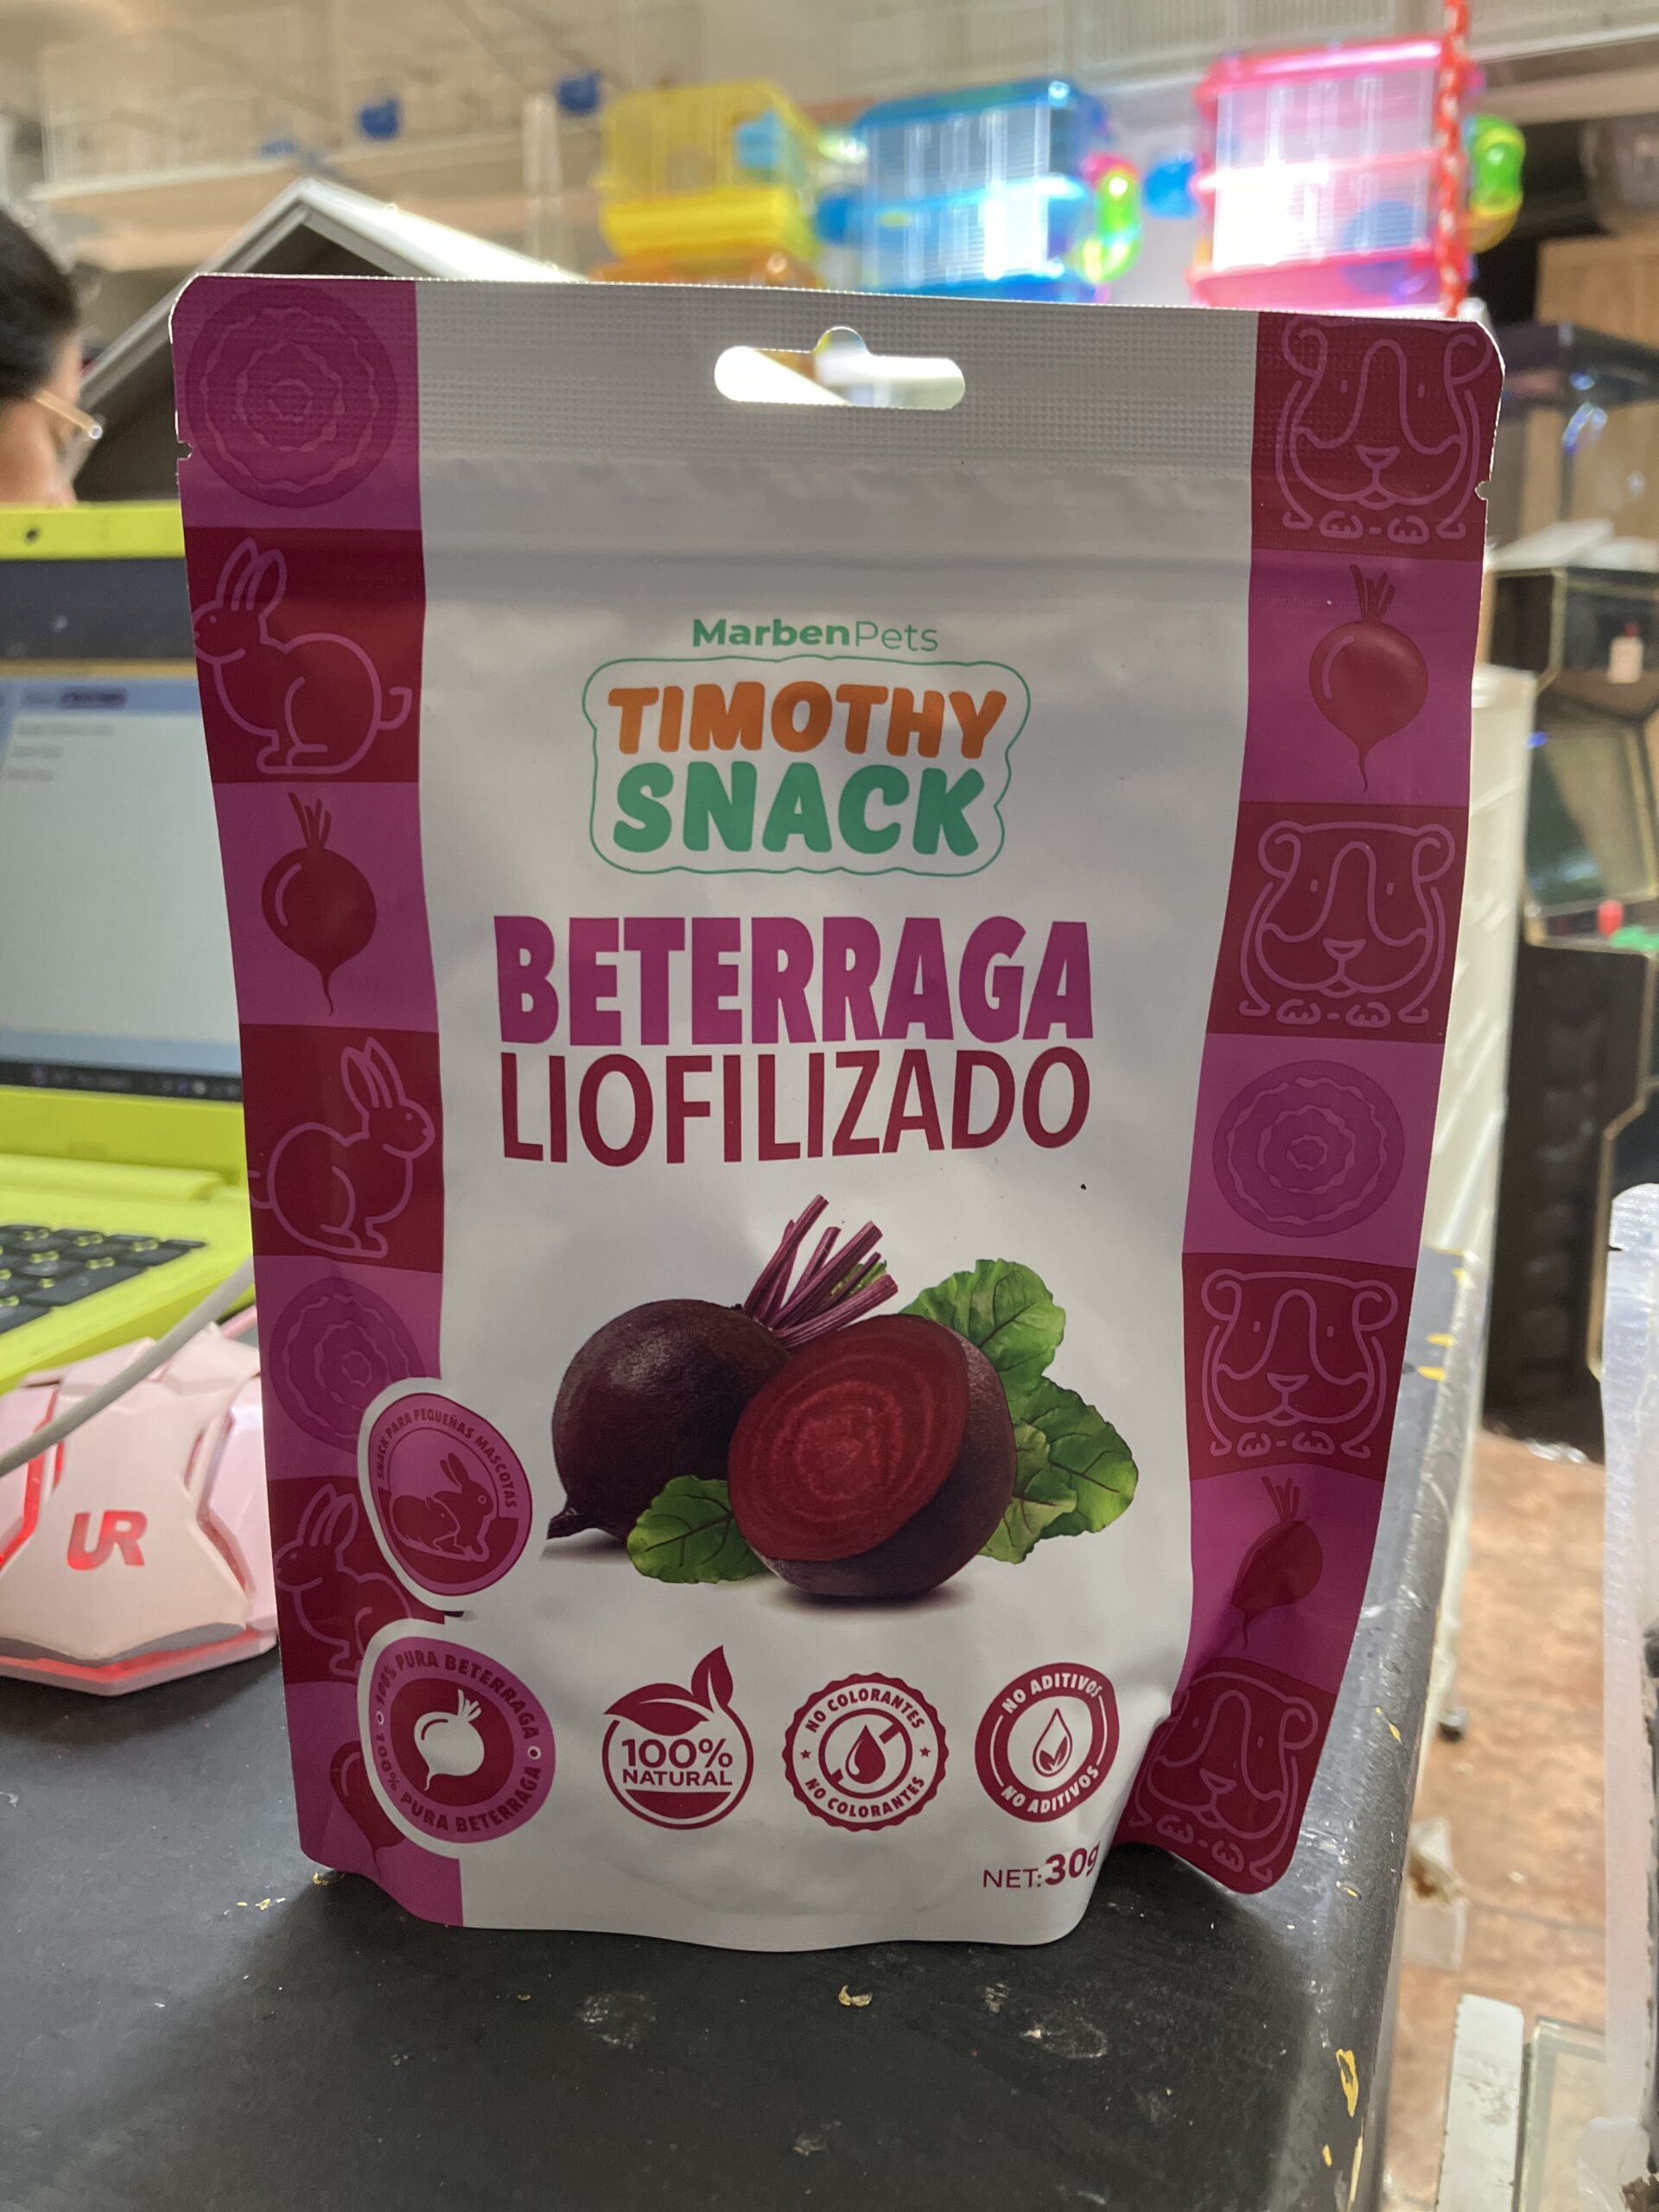 MarbenPets
TIMOTHY
SNACK
BETERRAGA
LIOFILIZADO
SNACK PARA PEQUEÑAS MASCOTAS
100% PURA BETERRAGA
100% PURA BETERRAGA
100%
NATURAL
NO COLORANTES
NO COLORANTES
NO ADITIVOS
NO ADITIVOS
NET:30g
UR